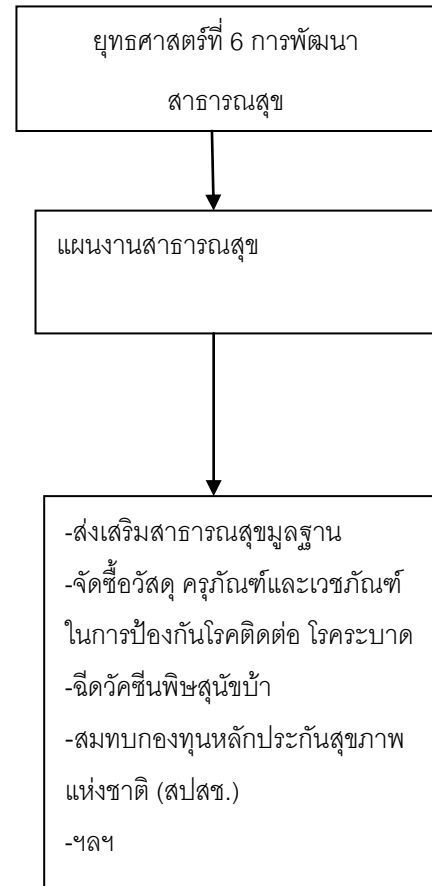 ยุทธศาสตร์ที่ 6 การพัฒนา
สาธารณสุข
แผนงานสาธารณสุข
-ส่งเสริมสาธารณสุขมูลฐาน
-จัดซื้อวัสดุ ครุภัณฑ์และเวชภัณฑ์
ในการป้องกันโรคติดต่อ โรคระบาด
-ฉีดวัคซีนพิษสุนัขบ้า
-สมทบกองทุนหลักประกันสุขภาพ
แห่งชาติ (สปสช.)
-ฯลฯ